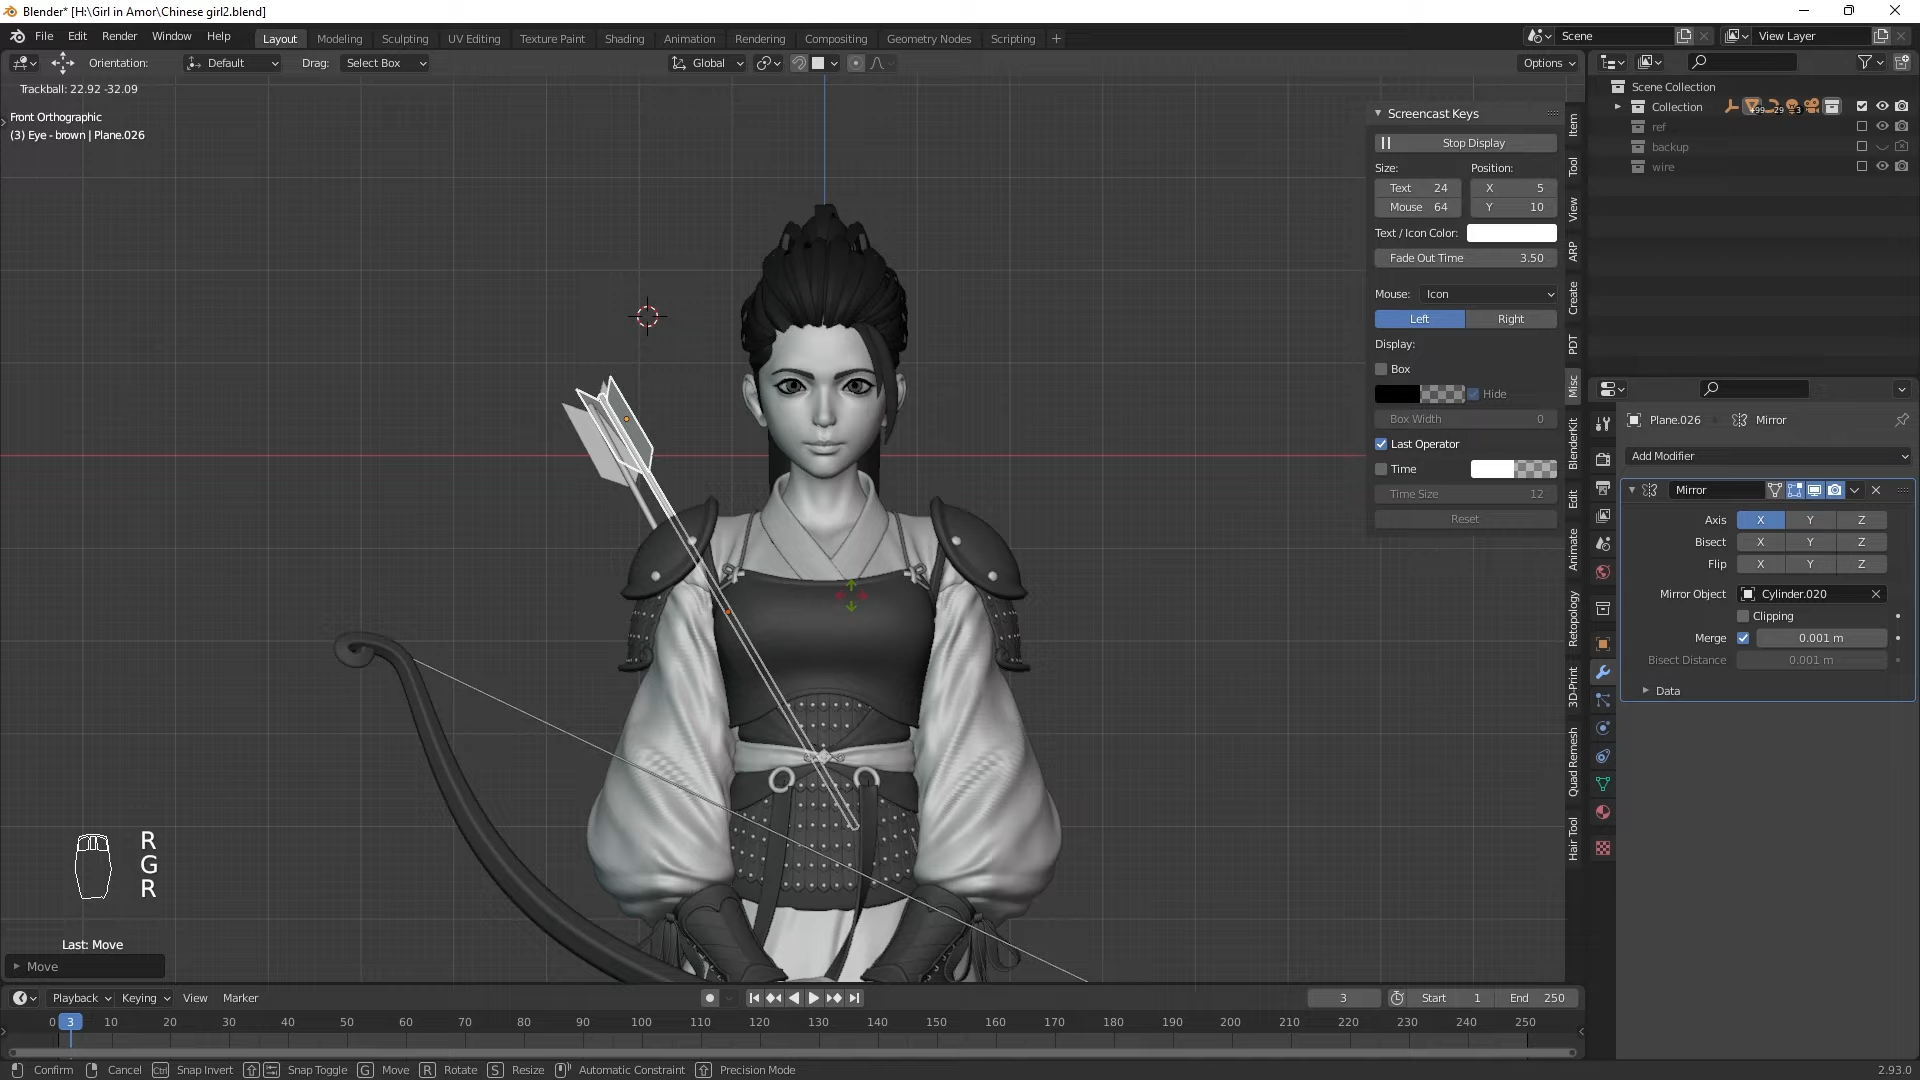 Blender* [H:\Girl in Amor\Chinese girl2.blend]
File Edit Render Window Help Layout Modeling Sculpting UV Editing Texture Paint Shading Animation Rendering Compositing Geometry Nodes Scripting + Scene View Layer
Orientation: Default Drag: Select Box Global Options
Trackball: 22.92 -32.09
Front Orthographic
(3) Eye - brown | Plane.026
Screencast Keys
Stop Display
Size: Position:
Text 24 X 5
Mouse 64 Y 10
Text / Icon Color:
Fade Out Time 3.50
Mouse: Icon
Left Right
Display:
Box
Hide
Box Width 0
Last Operator
Time
Time Size 12
Reset
Item
Tool
View
ARP
Create
PDT
Misc
BlenderKit
Edit
Animate
Retopology
3D-Print
Quad Remesh
Hair Tool
Scene Collection
Collection +99 29 3
ref
backup
wire
Plane.026 Mirror
Add Modifier
Mirror
Axis X Y Z
Bisect X Y Z
Flip X Y Z
Mirror Object Cylinder.020
Clipping
Merge 0.001 m
Bisect Distance 0.001 m
Data
R
G
R
Last: Move
Move
Playback Keying View Marker 3 Start 1 End 250
0 3 10 20 30 40 50 60 70 80 90 100 110 120 130 140 150 160 170 180 190 200 210 220 230 240 250
Confirm Cancel Ctrl Snap Invert Snap Toggle G Move R Rotate S Resize Automatic Constraint Precision Mode 2.93.0